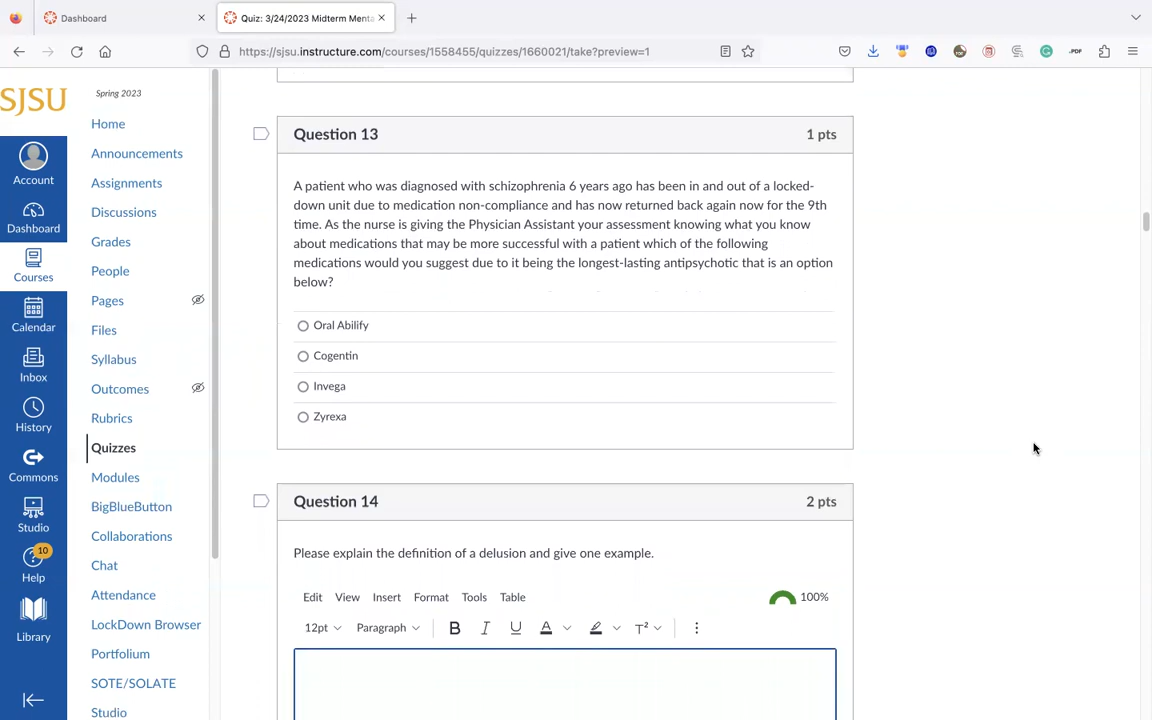 Dashboard
Quiz: 3/24/2023 Midterm Menta
https://sjsu.instructure.com/courses/1558455/quizzes/1660021/take?preview=1
.PDF
SJSU
Account
Dashboard
Courses
Calendar
Inbox
History
Commons
Studio
10
Help
Library
Spring 2023
Home
Announcements
Assignments
Discussions
Grades
People
Pages
Files
Syllabus
Outcomes
Rubrics
Quizzes
Modules
BigBlueButton
Collaborations
Chat
Attendance
LockDown Browser
Portfolium
SOTE/SOLATE
Studio
Question 13 1 pts
A patient who was diagnosed with schizophrenia 6 years ago has been in and out of a locked-
down unit due to medication non-compliance and has now returned back again now for the 9th
time. As the nurse is giving the Physician Assistant your assessment knowing what you know
about medications that may be more successful with a patient which of the following
medications would you suggest due to it being the longest-lasting antipsychotic that is an option
below?
Oral Abilify
Cogentin
Invega
Zyrexa
Question 14 2 pts
Please explain the definition of a delusion and give one example.
Edit View Insert Format Tools Table 100%
12pt Paragraph B I U A T²